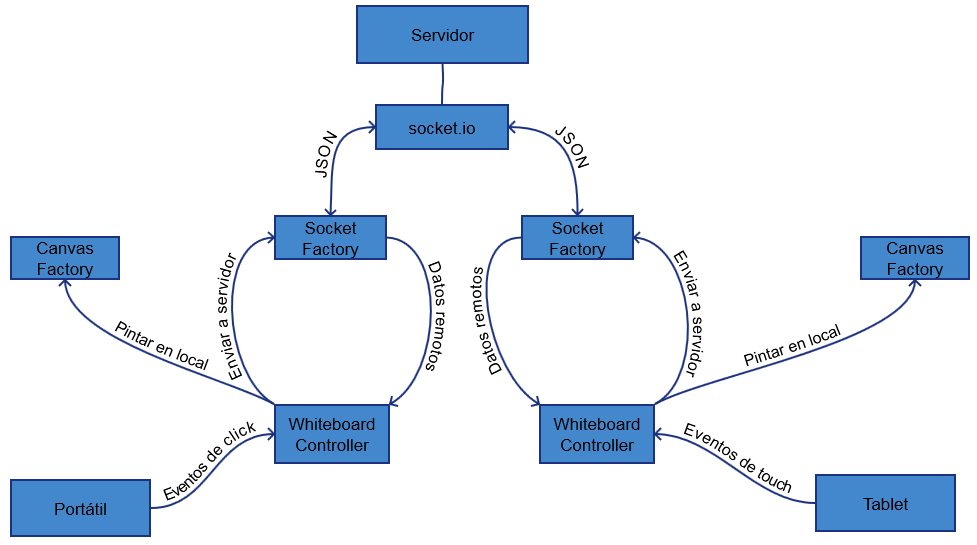 Servidor
socket.io
JSON
JSON
Socket
Factory
Socket
Factory
Canvas
Factory
Canvas
Factory
Enviar a servidor
Datos remotos
Datos remotos
Enviar a servidor
Pintar en local
Pintar en local
Whiteboard
Controller
Whiteboard
Controller
Eventos de click
Eventos de touch
Portátil
Tablet